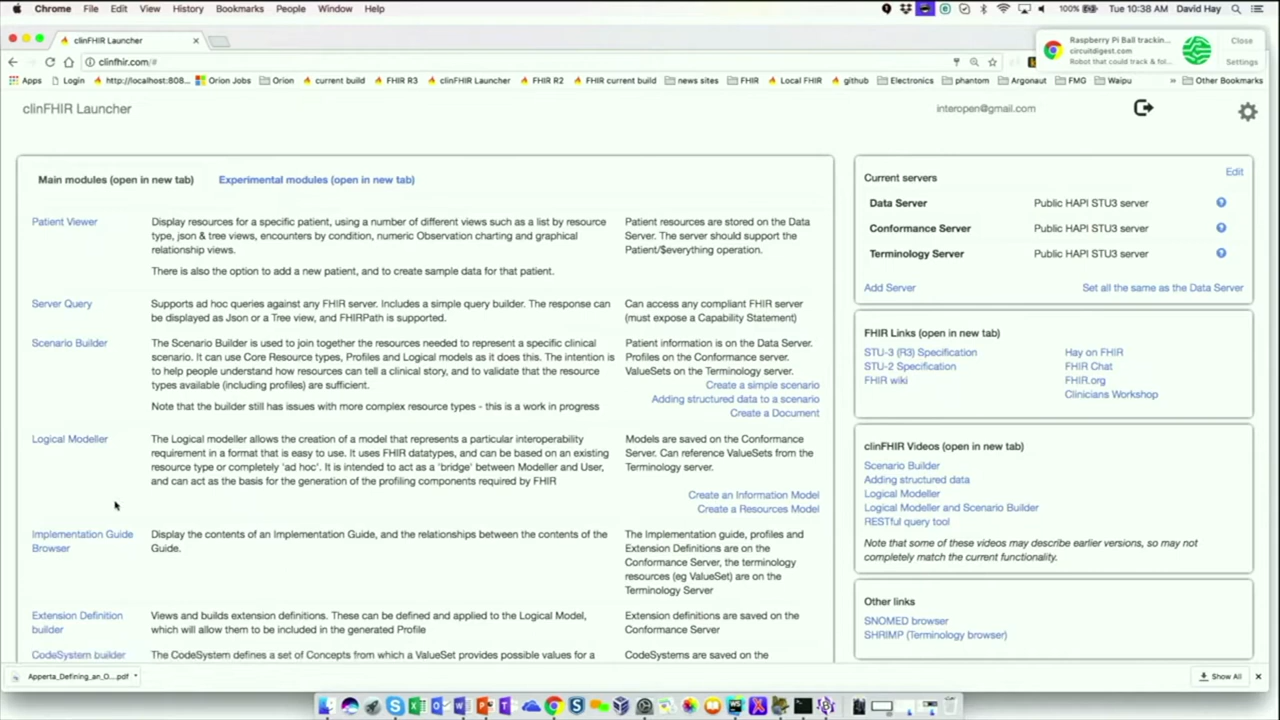 Chrome File Edit View History Bookmarks People Window Help 100% Tue 10:38 AM David Hay
clinFHIR Launcher
clinfhir.com/#
Raspberry Pi Ball trackin...
circuitdigest.com
Robot that could track & fol...
Close
Settings
Apps Login http://localhost:808... Orion Jobs Orion current build FHIR R3 clinFHIR Launcher FHIR R2 FHIR current build news sites FHIR Local FHIR github Electronics phantom Argonaut FMG Waipu » Other Bookmarks
clinFHIR Launcher
interopen@gmail.com
Main modules (open in new tab) Experimental modules (open in new tab)
Patient Viewer
Display resources for a specific patient, using a number of different views such as a list by resource
type, json & tree views, encounters by condition, numeric Observation charting and graphical
relationship views.
There is also the option to add a new patient, and to create sample data for that patient.
Patient resources are stored on the Data
Server. The server should support the
Patient/$everything operation.
Server Query
Supports ad hoc queries against any FHIR server. Includes a simple query builder. The response can
be displayed as Json or a Tree view, and FHIRPath is supported.
Can access any compliant FHIR server
(must expose a Capability Statement)
Scenario Builder
The Scenario Builder is used to join together the resources needed to represent a specific clinical
scenario. It can use Core Resource types, Profiles and Logical models as it does this. The intention is
to help people understand how resources can tell a clinical story, and to validate that the resource
types available (including profiles) are sufficient.
Note that the builder still has issues with more complex resource types - this is a work in progress
Patient information is on the Data Server.
Profiles on the Conformance server.
ValueSets on the Terminology server.
Create a simple scenario
Adding structured data to a scenario
Create a Document
Logical Modeller
The Logical modeller allows the creation of a model that represents a particular interoperability
requirement in a format that is easy to use. It uses FHIR datatypes, and can be based on an existing
resource type or completely 'ad hoc'. It is intended to act as a 'bridge' between Modeller and User,
and can act as the basis for the generation of the profiling components required by FHIR
Models are saved on the Conformance
Server. Can reference ValueSets from the
Terminology server.
Create an Information Model
Create a Resources Model
Implementation Guide
Browser
Display the contents of an Implementation Guide, and the relationships between the contents of the
Guide.
The Implementation guide, profiles and
Extension Definitions are on the
Conformance Server, the terminology
resources (eg ValueSet) are on the
Terminology Server
Extension Definition
builder
Views and builds extension definitions. These can be defined and applied to the Logical Model,
which will allow them to be included in the generated Profile
Extension definitions are saved on the
Conformance Server
CodeSystem builder
The CodeSystem defines a set of Concepts from which a ValueSet provides possible values for a
CodeSystems are saved on the
Current servers Edit
Data Server Public HAPI STU3 server
Conformance Server Public HAPI STU3 server
Terminology Server Public HAPI STU3 server
Add Server Set all the same as the Data Server
FHIR Links (open in new tab)
STU-3 (R3) Specification Hay on FHIR
STU-2 Specification FHIR Chat
FHIR wiki FHIR.org
Clinicians Workshop
clinFHIR Videos (open in new tab)
Scenario Builder
Adding structured data
Logical Modeller
Logical Modeller and Scenario Builder
RESTful query tool
Note that some of these videos may describe earlier versions, so may not
completely match the current functionality.
Other links
SNOMED browser
SHRIMP (Terminology browser)
Apperta_Defining_an_O....pdf
Show All